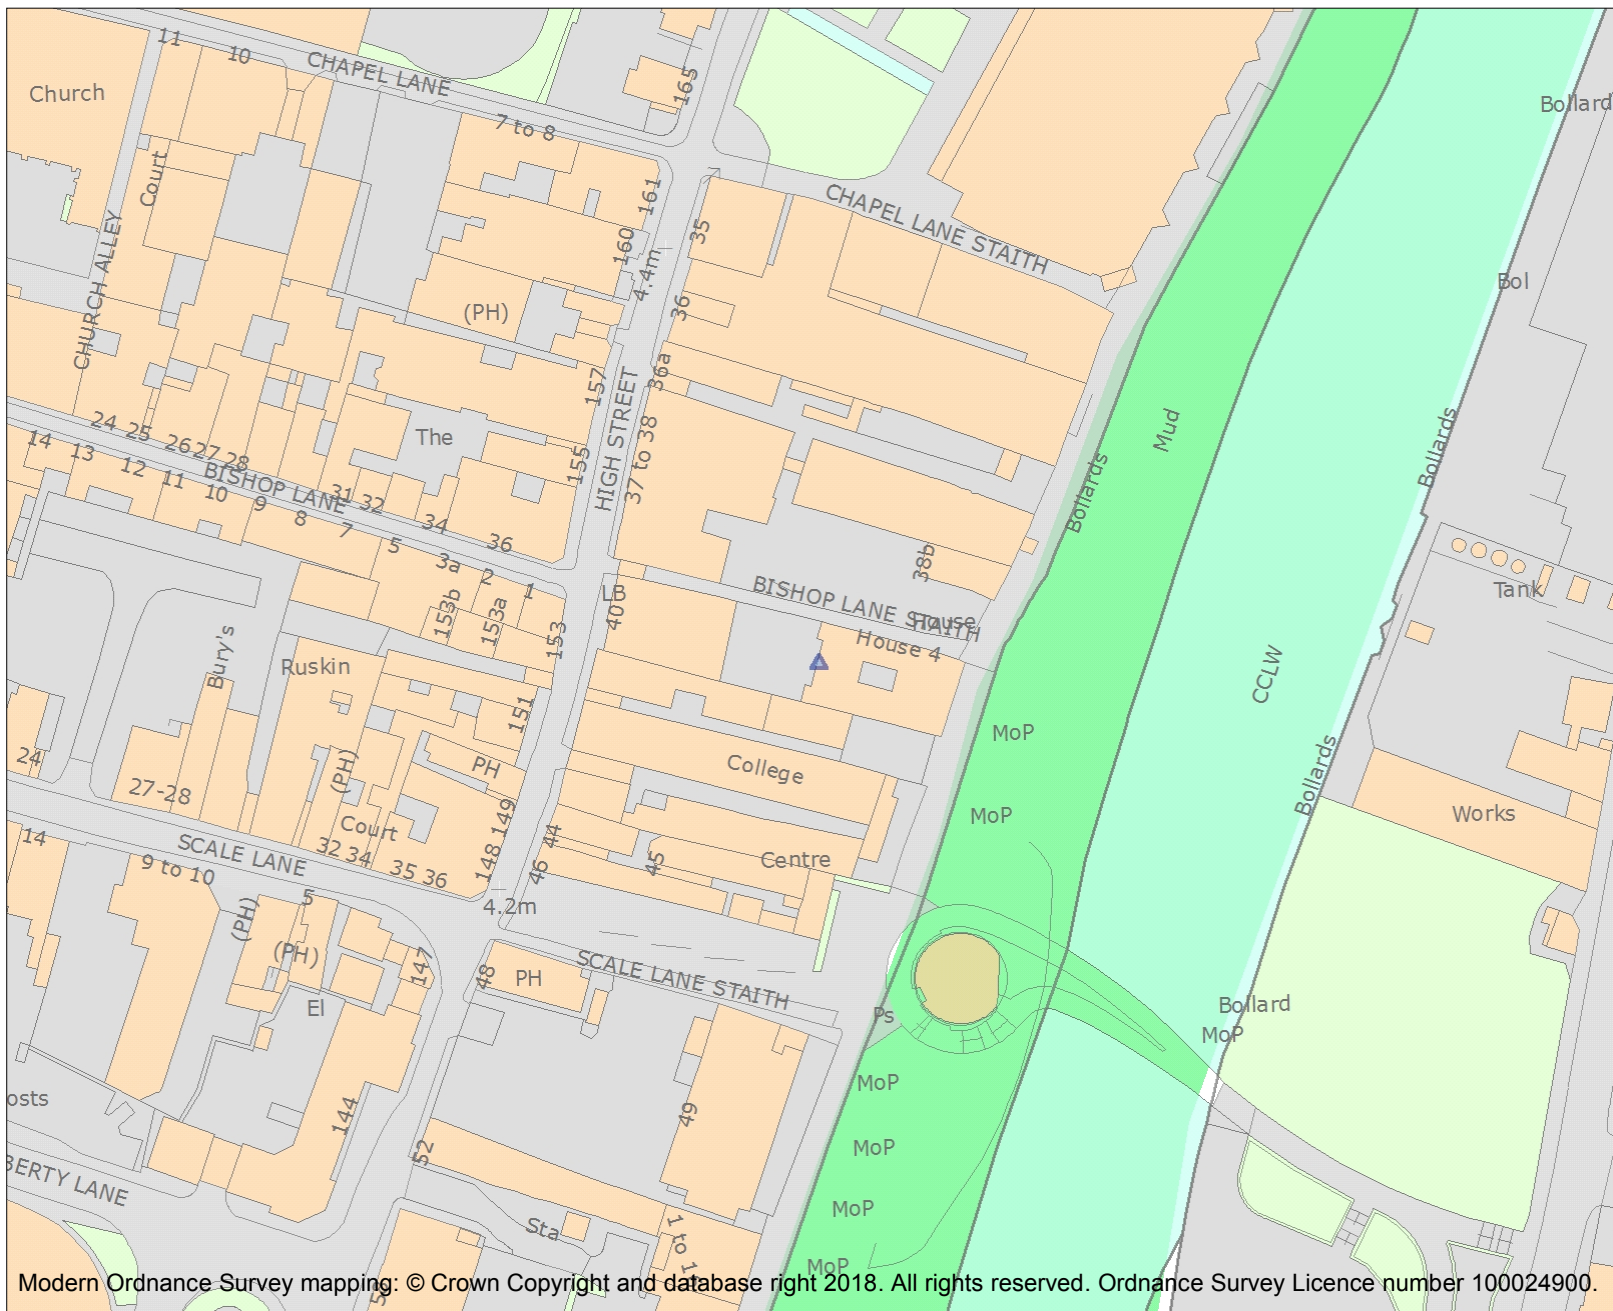 11
10
CHAPEL LANE
165
Bollard
Church
7 to 8
Court
161
CHAPEL LANE STAITH
35
160
4.4m
CHURCH ALLEY
Bol
(PH)
36
36a
157
HIGH STREET
Mud
Bollards
Bollards
24 25 26 27 28
The
37 to 38
14 13 12 11 10 9 8 7 5 3a 2 1
BISHOP LANE
31 32 34 36
155
38b
BISHOP LANE STAITH
House
House 4
LB
40
Tank
153b
153a
153
Bury's
Ruskin
CCLW
151
MoP
24
27-28
(PH)
PH
College
Bollards
MoP
Works
149
44
Court
14
SCALE LANE
32 34
35 36
148
46
45
Centre
9 to 10
5
4.2m
(PH)
(PH)
147
48
PH
SCALE LANE STAITH
El
Ps
Bollard
MoP
MoP
osts
144
49
52
MoP
BERTY LANE
MoP
Sta
1 to 14
MoP
5
Modern Ordnance Survey mapping: © Crown Copyright and database right 2018. All rights reserved. Ordnance Survey Licence number 100024900.